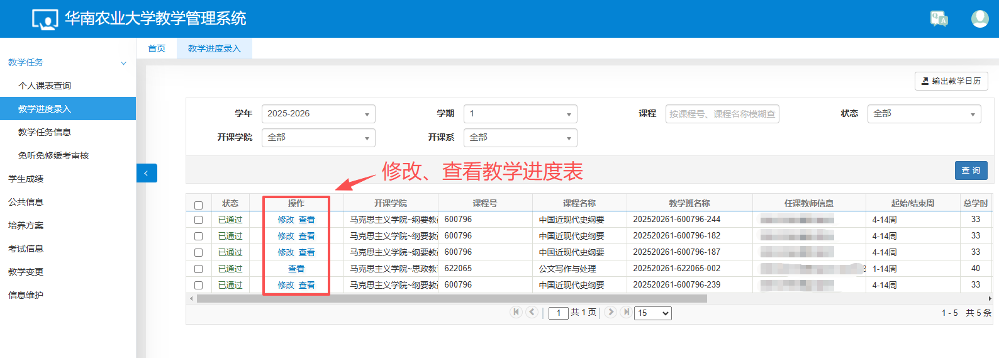 华南农业大学教学管理系统
首页 教学进度录入
教学任务
个人课表查询
教学进度录入
教学任务信息
免听免修缓考审核
学生成绩
公共信息
培养方案
考试信息
教学变更
信息维护
输出教学日历
学年 2025-2026 学期 1 课程 按课程号、课程名称模糊查 状态 全部
开课学院 全部 开课系 全部
查 询
修改、查看教学进度表
状态 操作 开课学院 课程号 课程名称 教学班名称 任课教师信息 起始/结束周 总学时
已通过 修改 查看 马克思主义学院~纲要教 600796 中国近现代史纲要 202520261-600796-244 4-14周 33
已通过 修改 查看 马克思主义学院~纲要教 600796 中国近现代史纲要 202520261-600796-182 4-14周 33
已通过 修改 查看 马克思主义学院~纲要教 600796 中国近现代史纲要 202520261-600796-187 4-14周 33
已通过 查看 马克思主义学院~思政教 622065 公文写作与处理 202520261-622065-002 1-14周 40
已通过 修改 查看 马克思主义学院~纲要教 600796 中国近现代史纲要 202520261-600796-239 4-14周 33
1 共 1 页 15 1 - 5 共 5 条